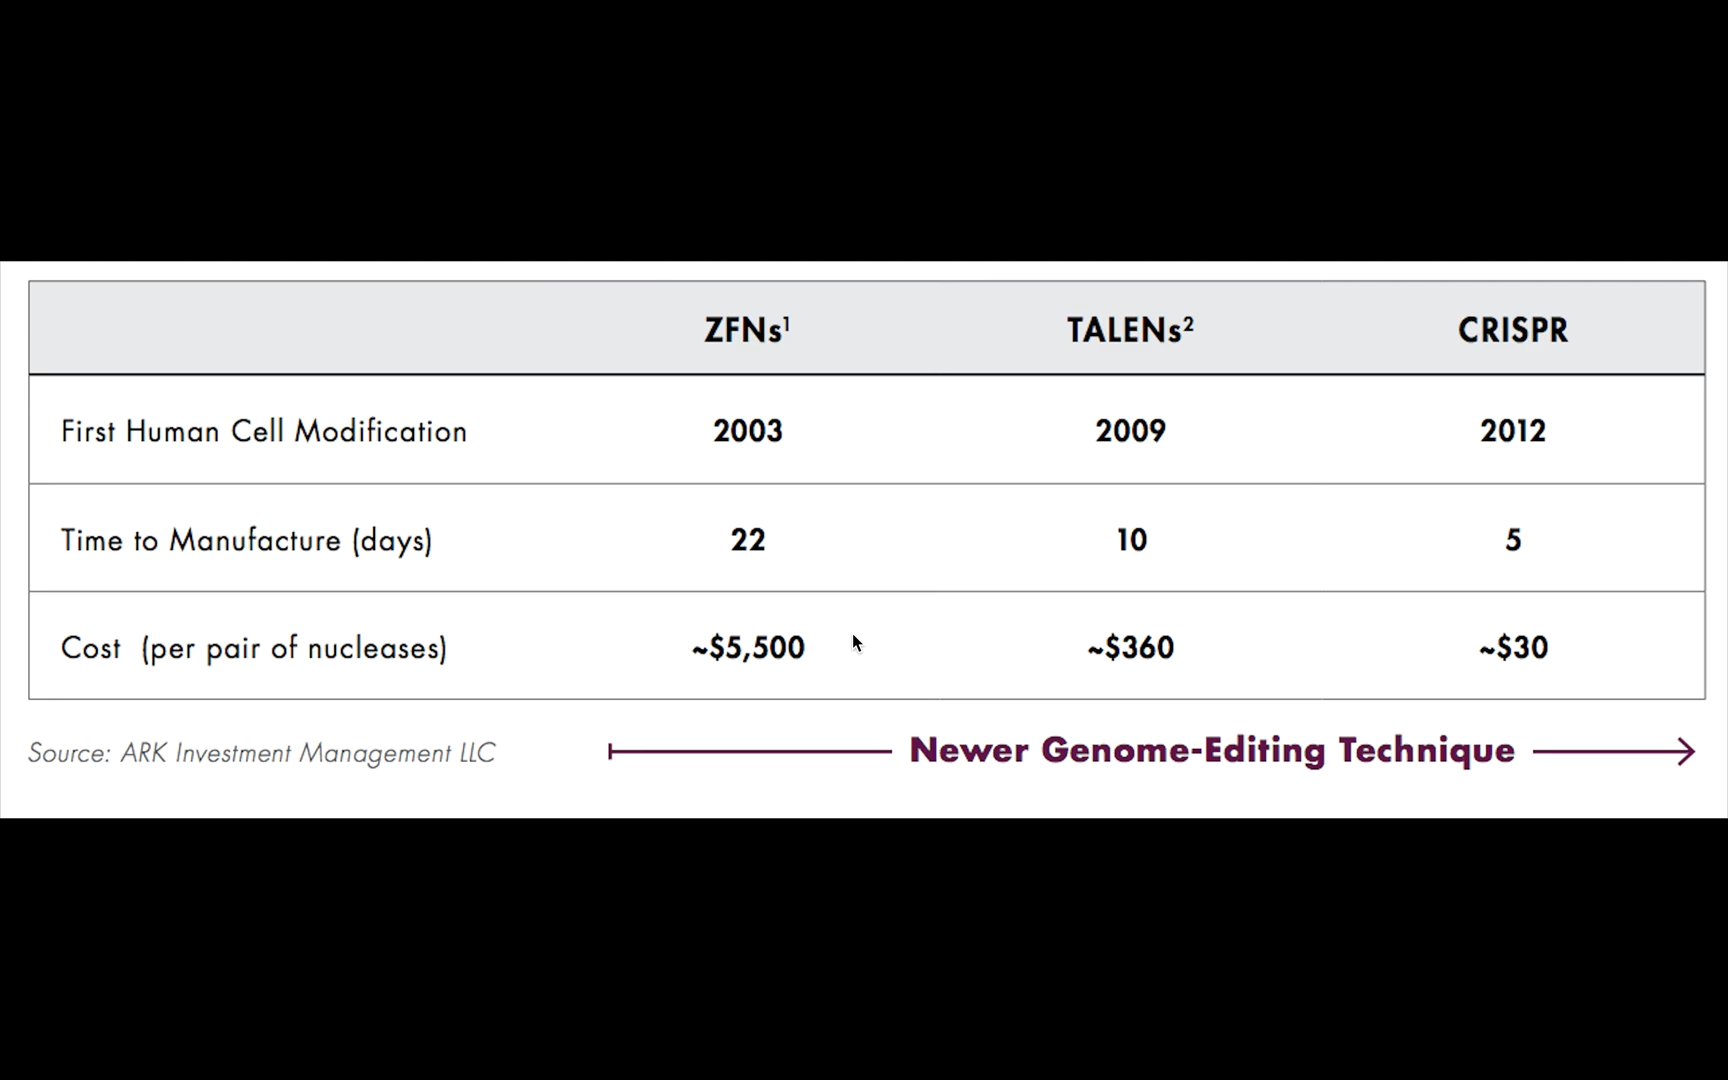 ZFNs¹ TALENs² CRISPR
First Human Cell Modification 2003 2009 2012
Time to Manufacture (days) 22 10 5
Cost (per pair of nucleases) ~$5,500 ~$360 ~$30
Source: ARK Investment Management LLC Newer Genome-Editing Technique